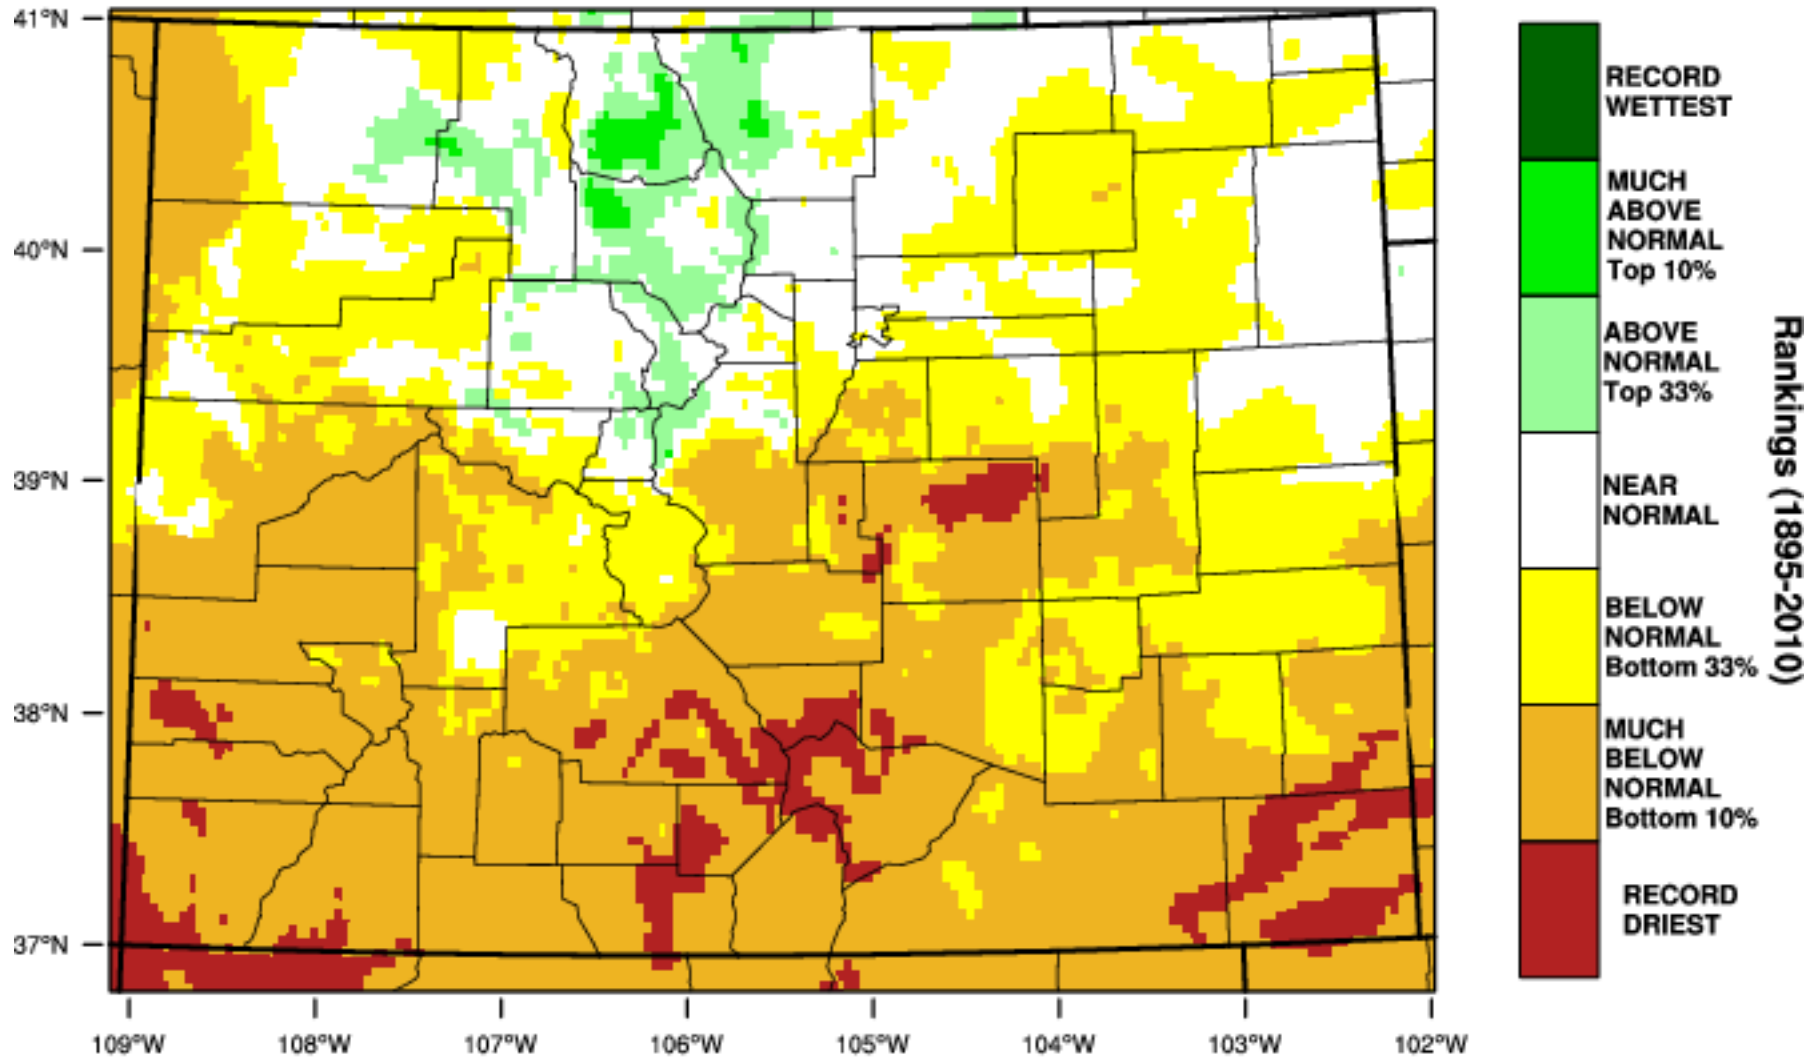 41°N
40°N
39°N
38°N
37°N
109°W
108°W
107°W
106°W
105°W
104°W
103°W
102°W
RECORD
WETTEST
MUCH
ABOVE
NORMAL
Top 10%
ABOVE
NORMAL
Top 33%
NEAR
NORMAL
BELOW
NORMAL
Bottom 33%
MUCH
BELOW
NORMAL
Bottom 10%
RECORD
DRIEST
Rankings (1895-2010)